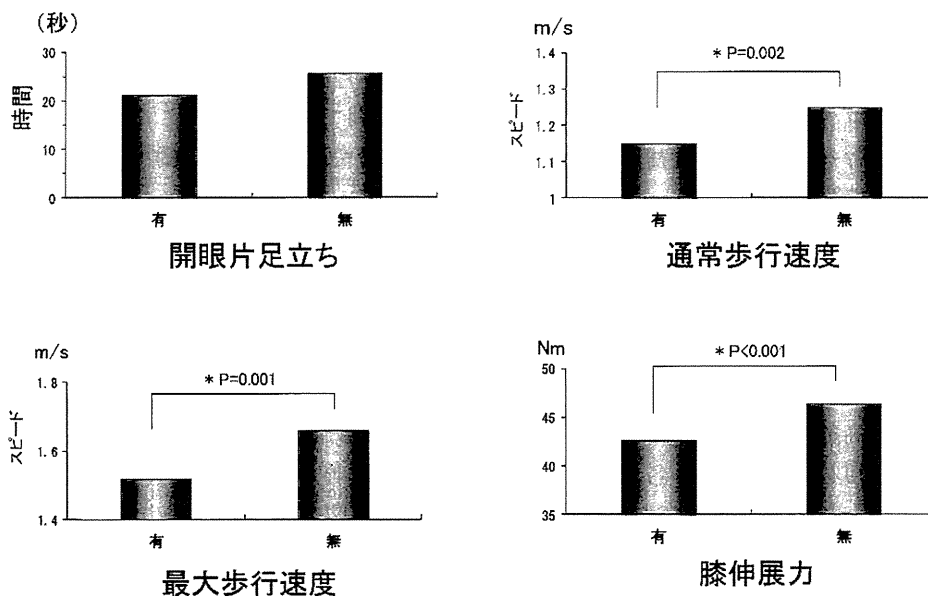 (秒)
30
20
10
0
時間
有
無
開眼片足立ち
m/s
1.4
1.3
1.2
1.1
1
スピード
* P=0.002
有
無
通常歩行速度
m/s
1.8
1.6
1.4
スピード
* P=0.001
有
無
最大歩行速度
Nm
50
45
40
35
* P<0.001
有
無
膝伸展力